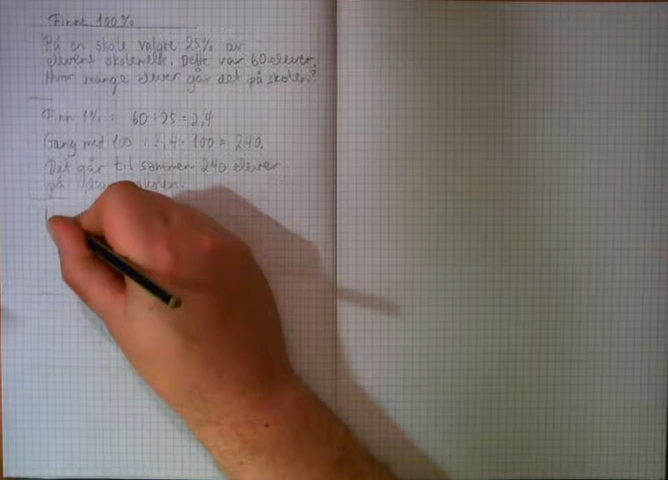 Finne 100%
På en skole valgte 25% av
elevene skolemelk. Dette var 60 elever.
Hvor mange elever går det på skolen?
Finn 1% : 60 : 25 = 2,4
Gang med 100 : 2,4 · 100 = 240.
Det går til sammen 240 elever
på skolen.